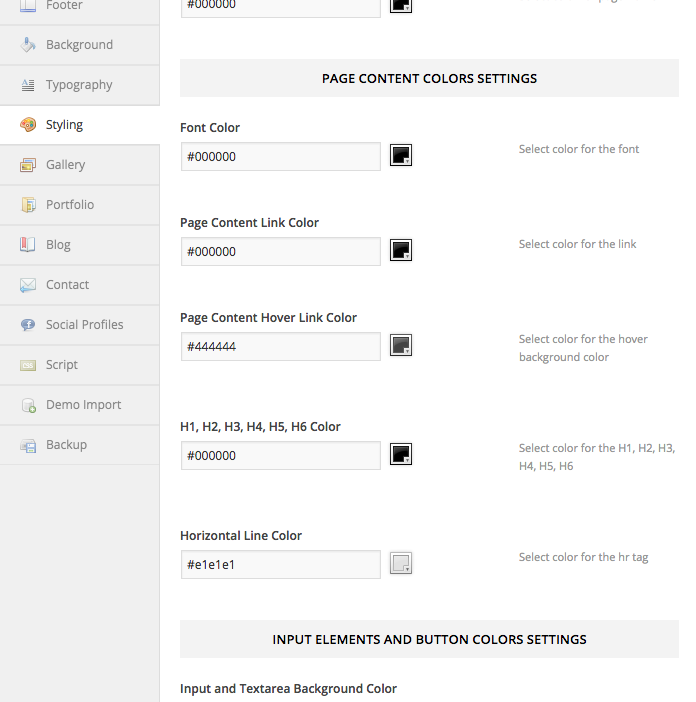 Footer
Background
Typography
Styling
Gallery
Portfolio
Blog
Contact
Social Profiles
Script
Demo Import
Backup
#000000
PAGE CONTENT COLORS SETTINGS
Font Color
#000000
Select color for the font
Page Content Link Color
#000000
Select color for the link
Page Content Hover Link Color
#444444
Select color for the hover
background color
H1, H2, H3, H4, H5, H6 Color
#000000
Select color for the H1, H2, H3,
H4, H5, H6
Horizontal Line Color
#e1e1e1
Select color for the hr tag
INPUT ELEMENTS AND BUTTON COLORS SETTINGS
Input and Textarea Background Color